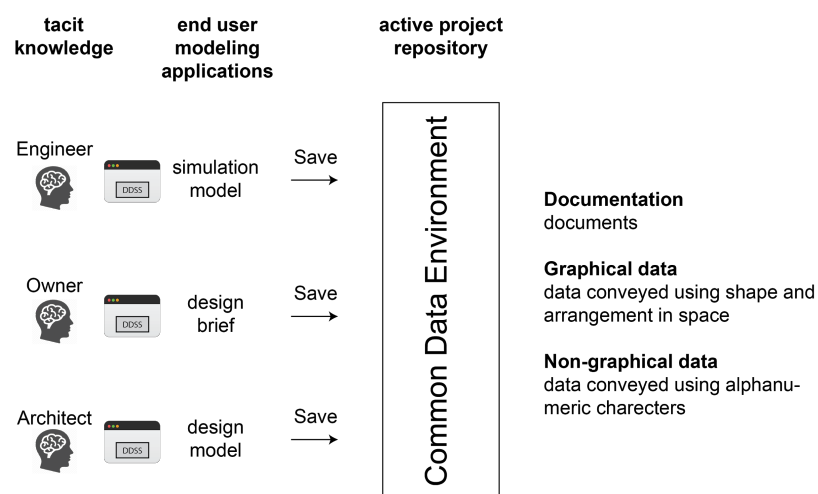 tacit
knowledge
end user
modeling
applications
active project
repository
Engineer
DDSS
simulation
model
Save
Owner
DDSS
design
brief
Save
Architect
DDSS
design
model
Save
Common Data Environment
Documentation
documents
Graphical data
data conveyed using shape and
arrangement in space
Non-graphical data
data conveyed using alphanu-
meric charecters